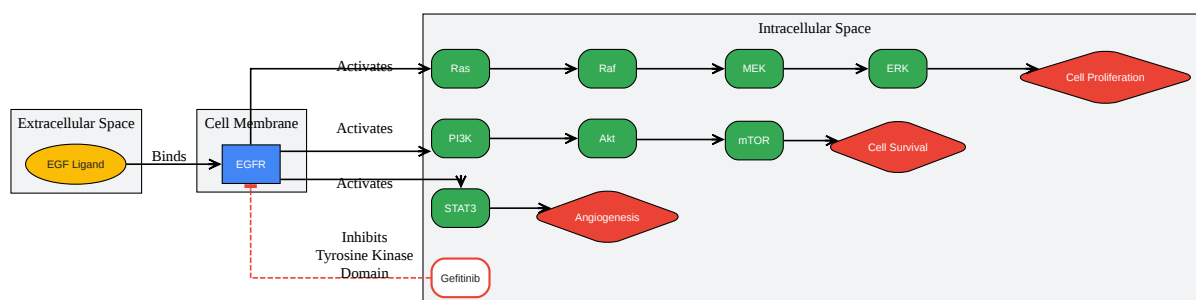 Intracellular Space
Activates
Ras
Raf
MEK
ERK
Cell Proliferation
Extracellular Space
Cell Membrane
Activates
PI3K
Akt
mTOR
Cell Survival
EGF Ligand
Binds
EGFR
Activates
STAT3
Angiogenesis
Inhibits
Tyrosine Kinase
Domain
Gefitinib